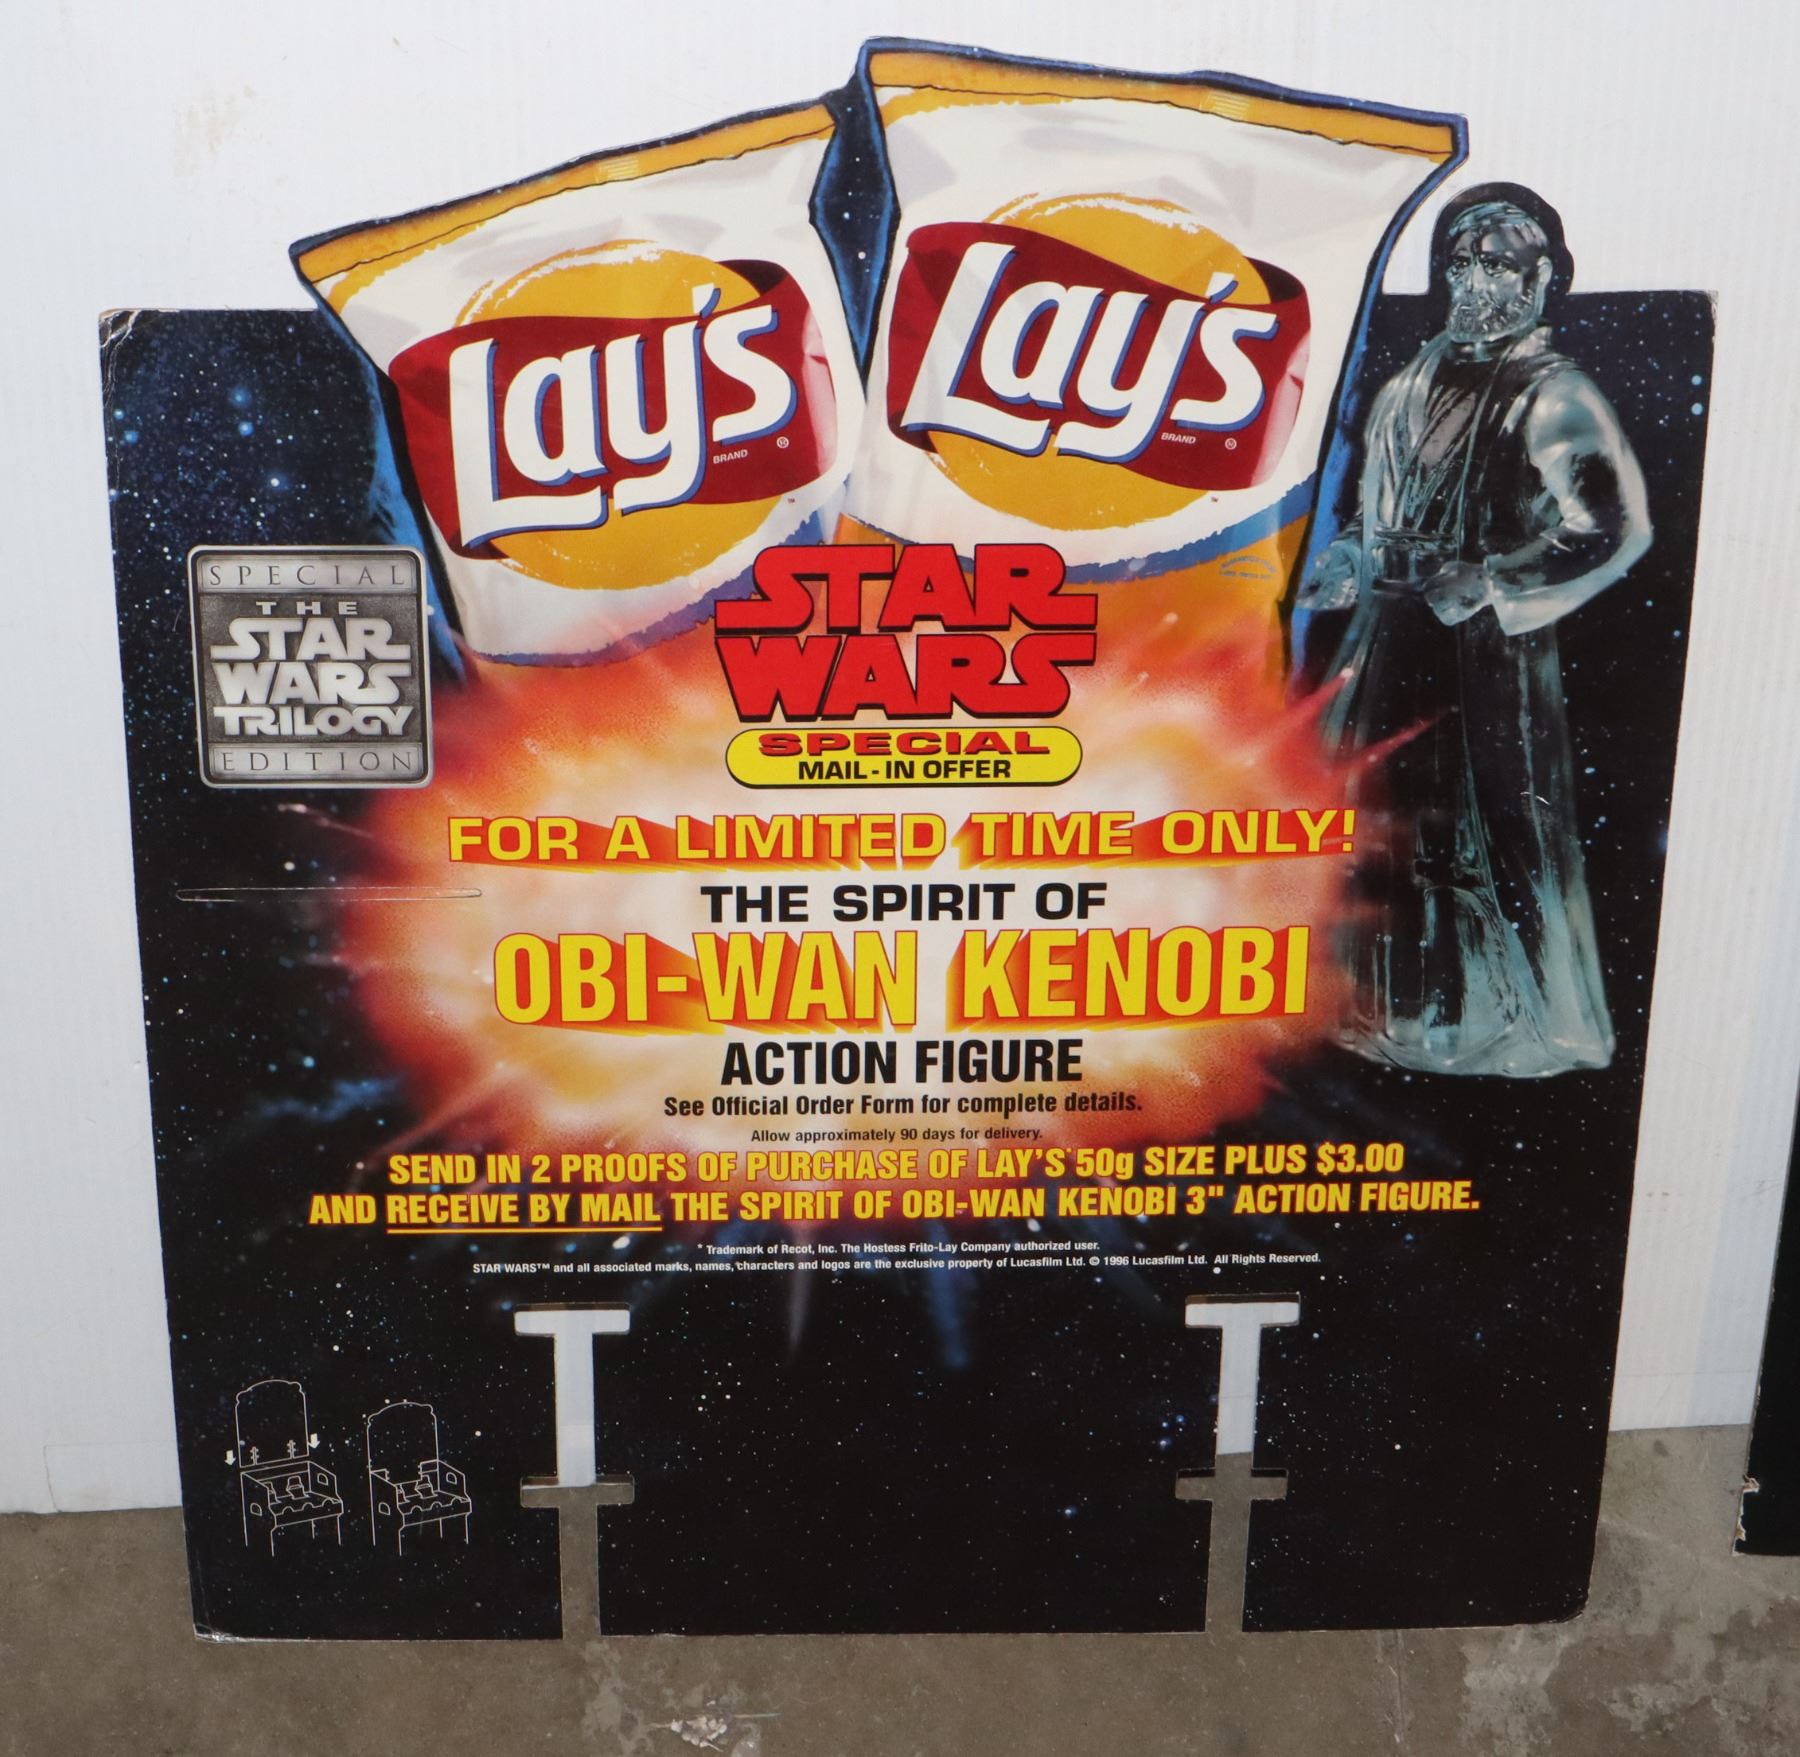 Lay's
BRAND
®
™
Lay's
BRAND
®
™
SPECIAL
THE
STAR
WARS
TRILOGY
EDITION
STAR
WARS
SPECIAL
MAIL-IN OFFER
FOR A LIMITED TIME ONLY!
THE SPIRIT OF
OBI-WAN KENOBI
ACTION FIGURE
See Official Order Form for complete details.
Allow approximately 90 days for delivery.
SEND IN 2 PROOFS OF PURCHASE OF LAY'S* 50g SIZE PLUS $3.00
AND RECEIVE BY MAIL THE SPIRIT OF OBI-WAN KENOBI 3" ACTION FIGURE.
* Trademark of Recot, Inc. The Hostess Frito-Lay Company authorized user.
STAR WARS™ and all associated marks, names, characters and logos are the exclusive property of Lucasfilm Ltd. © 1996 Lucasfilm Ltd. All Rights Reserved.